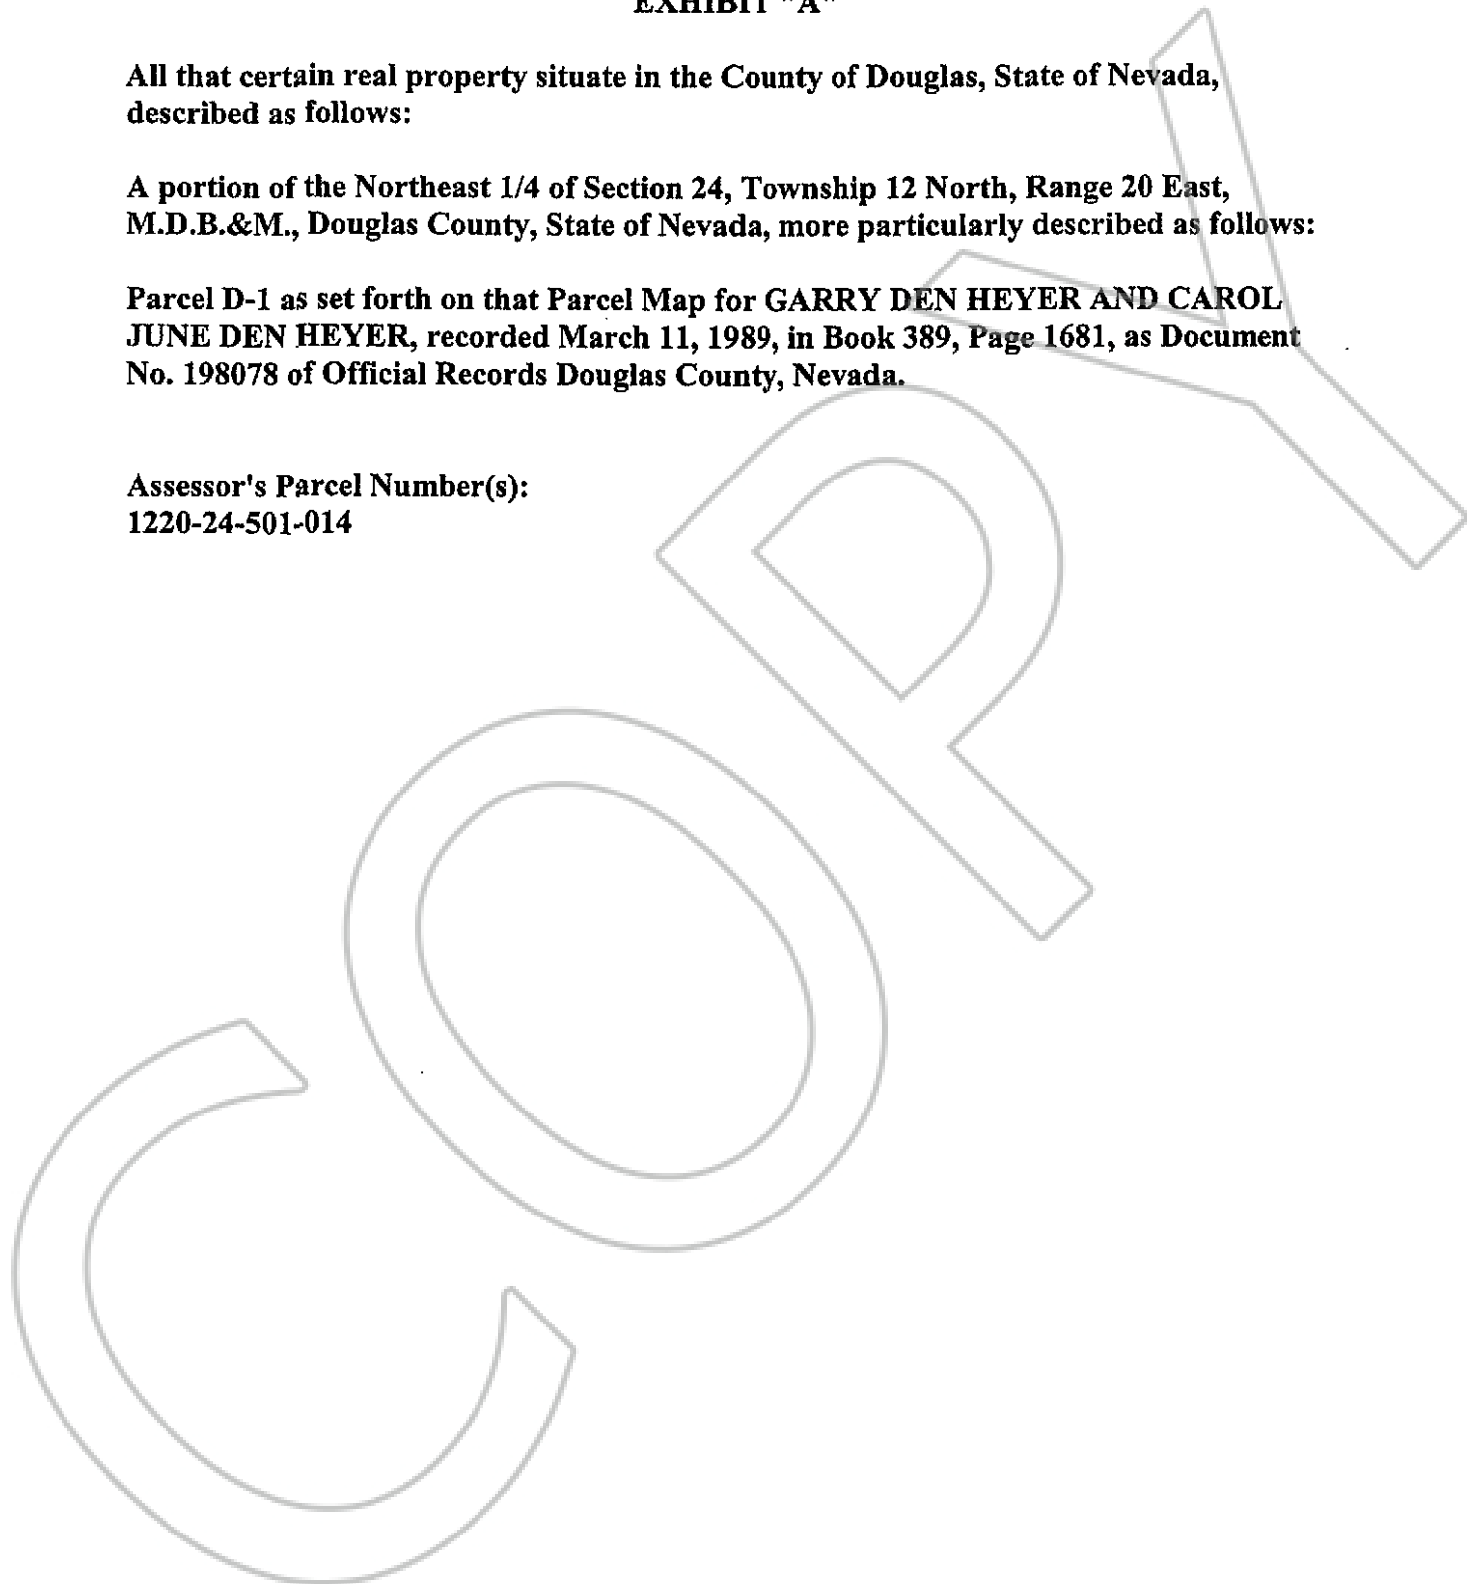 EXHIBIT "A"
All that certain real property situate in the County of Douglas, State of Nevada,
described as follows:
A portion of the Northeast 1/4 of Section 24, Township 12 North, Range 20 East,
M.D.B.&M., Douglas County, State of Nevada, more particularly described as follows:
Parcel D-1 as set forth on that Parcel Map for GARRY DEN HEYER AND CAROL
JUNE DEN HEYER, recorded March 11, 1989, in Book 389, Page 1681, as Document
No. 198078 of Official Records Douglas County, Nevada.
Assessor's Parcel Number(s):
1220-24-501-014
COPY